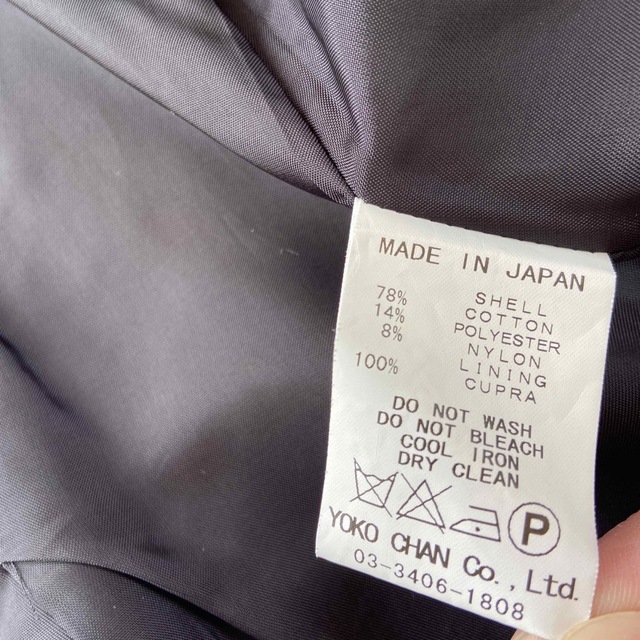 MADE IN JAPAN
SHELL
78% COTTON
14% POLYESTER
8% NYLON
LINING
100% CUPRA
DO NOT WASH
DO NOT BLEACH
COOL IRON
DRY CLEAN
P
YOKO CHAN Co.,Ltd.
03-3406-1808